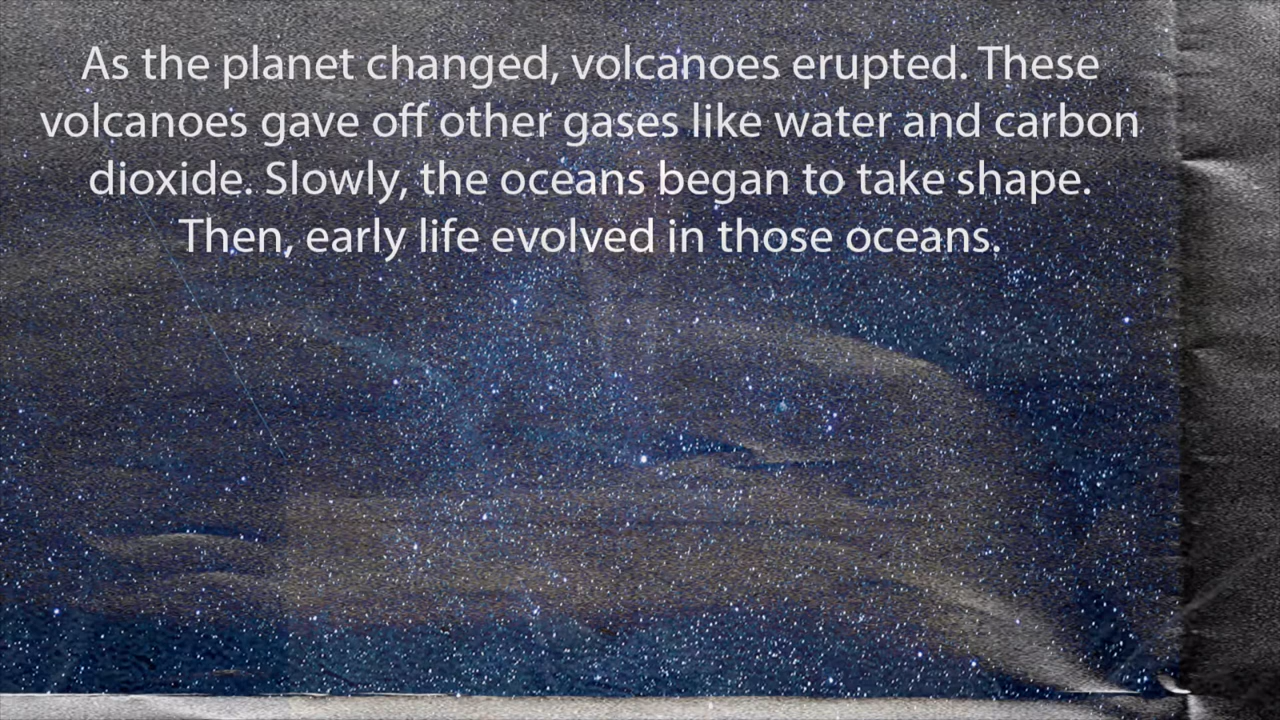 As the planet changed, volcanoes erupted. These
volcanoes gave off other gases like water and carbon
dioxide. Slowly, the oceans began to take shape.
Then, early life evolved in those oceans.